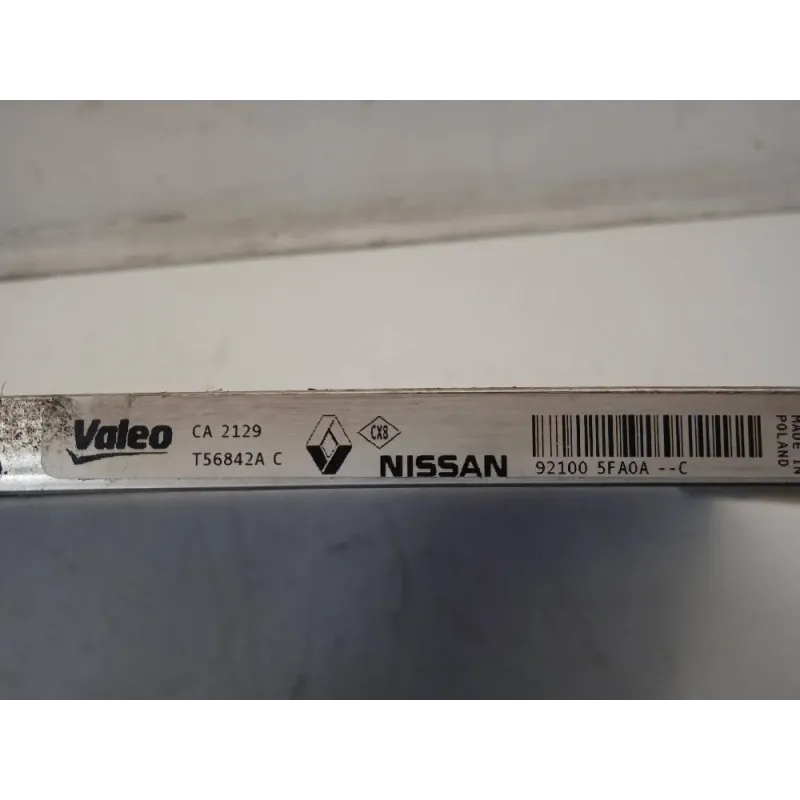 Valeo
CA 2129
T56842A C
CX8
NISSAN
92100 5FA0A --C
MADE IN
POLAND